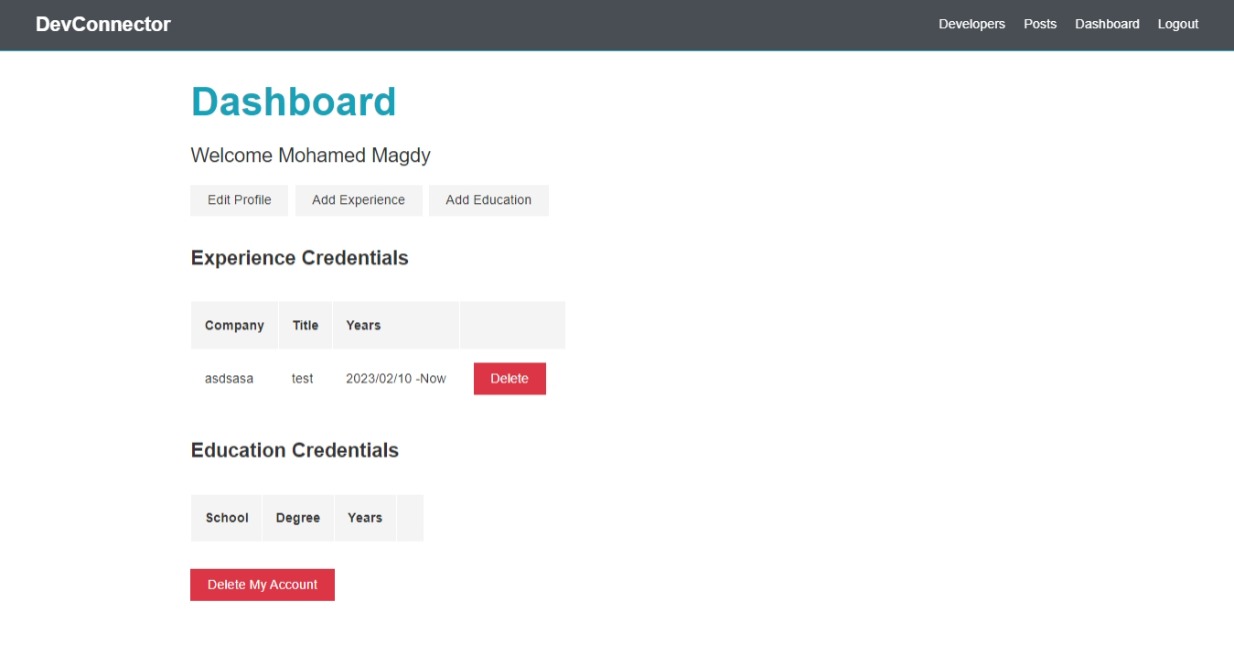 DevConnector Developers Posts Dashboard Logout
Dashboard
Welcome Mohamed Magdy
Edit Profile Add Experience Add Education
Experience Credentials
Company Title Years
asdsasa test 2023/02/10 -Now Delete
Education Credentials
School Degree Years
Delete My Account